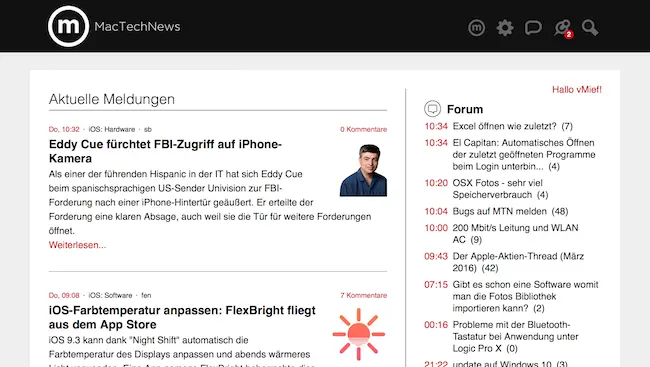 m MacTechNews
m
2
Hallo vMief!
Aktuelle Meldungen
Do, 10:32 · iOS: Hardware · sb
0 Kommentare
Eddy Cue fürchtet FBI-Zugriff auf iPhone-
Kamera
Als einer der führenden Hispanic in der IT hat sich Eddy Cue
beim spanischsprachigen US-Sender Univision zur FBI-
Forderung nach einer iPhone-Hintertür geäußert. Er erteilte der
Forderung eine klaren Absage, auch weil sie die Tür für weitere Forderungen
öffnet.
Weiterlesen...
Do, 09:08 · iOS: Software · fen
7 Kommentare
iOS-Farbtemperatur anpassen: FlexBright fliegt
aus dem App Store
iOS 9.3 kann dank "Night Shift" automatisch die
Farbtemperatur des Displays anpassen und abends wärmeres
Forum
10:34 Excel öffnen wie zuletzt? (7)
10:34 El Capitan: Automatisches Öffnen
der zuletzt geöffneten Programme
beim Login unterbin... (4)
10:20 OSX Fotos - sehr viel
Speicherverbrauch (4)
10:04 Bugs auf MTN melden (48)
10:00 200 Mbit/s Leitung und WLAN
AC (9)
09:43 Der Apple-Aktien-Thread (März
2016) (42)
07:15 Gibt es schon eine Software womit
man die Fotos Bibliothek
importieren kann? (2)
00:16 Probleme mit der Bluetooth-
Tastatur bei Anwendung unter
Logic Pro X (0)
21:22 update auf Windows 10 (3)